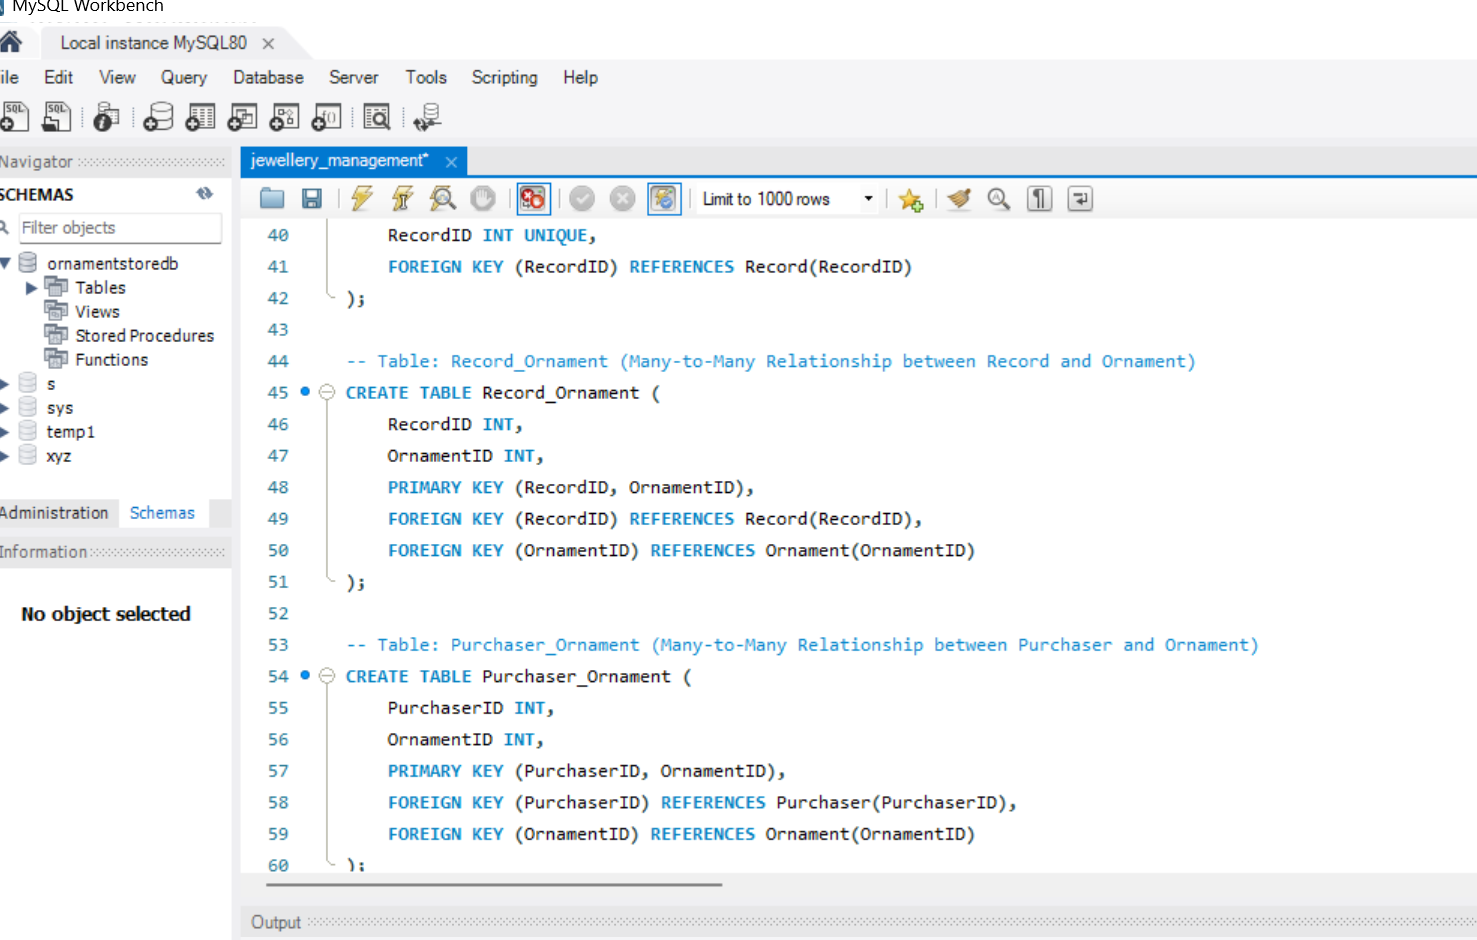 MySQL Workbench
Local instance MySQL80
ile Edit View Query Database Server Tools Scripting Help
Navigator
SCHEMAS
Filter objects
ornamentstoredb
Tables
Views
Stored Procedures
Functions
s
sys
temp1
xyz
Administration Schemas
Information
No object selected
jewellery_management*
Limit to 1000 rows
40 RecordID INT UNIQUE,
41 FOREIGN KEY (RecordID) REFERENCES Record(RecordID)
42 );
43
44 -- Table: Record_Ornament (Many-to-Many Relationship between Record and Ornament)
45 CREATE TABLE Record_Ornament (
46 RecordID INT,
47 OrnamentID INT,
48 PRIMARY KEY (RecordID, OrnamentID),
49 FOREIGN KEY (RecordID) REFERENCES Record(RecordID),
50 FOREIGN KEY (OrnamentID) REFERENCES Ornament(OrnamentID)
51 );
52
53 -- Table: Purchaser_Ornament (Many-to-Many Relationship between Purchaser and Ornament)
54 CREATE TABLE Purchaser_Ornament (
55 PurchaserID INT,
56 OrnamentID INT,
57 PRIMARY KEY (PurchaserID, OrnamentID),
58 FOREIGN KEY (PurchaserID) REFERENCES Purchaser(PurchaserID),
59 FOREIGN KEY (OrnamentID) REFERENCES Ornament(OrnamentID)
60 );
Output